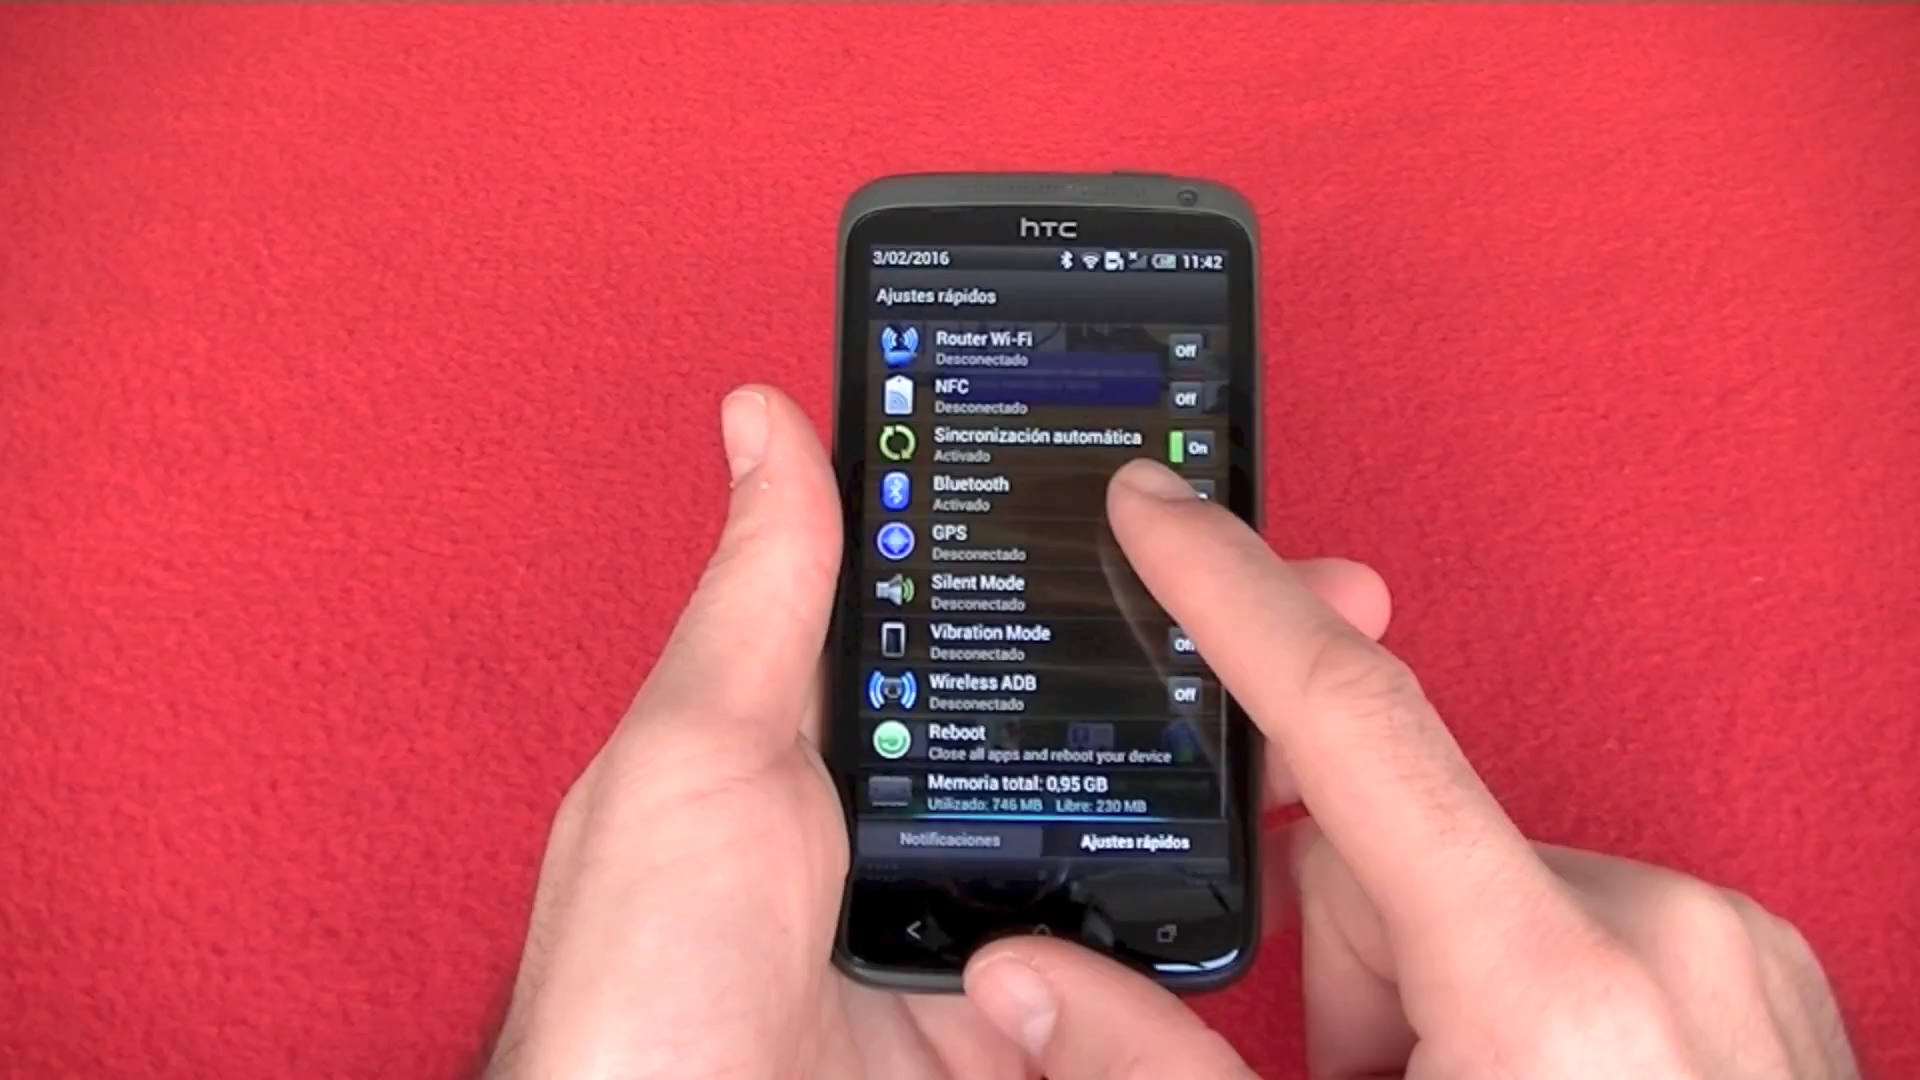 hTC
3/02/2016
11:42
Ajustes rápidos
Router Wi-Fi
Desconectado
Off
NFC
Desconectado
Off
Sincronización automática
Activado
On
Bluetooth
Activado
GPS
Desconectado
Silent Mode
Desconectado
Vibration Mode
Desconectado
Wireless ADB
Desconectado
Off
Reboot
Close all apps and reboot your device
Memoria total: 0,95 GB
Utilizado: 746 MB Libre: 230 MB
Notificaciones
Ajustes rápidos